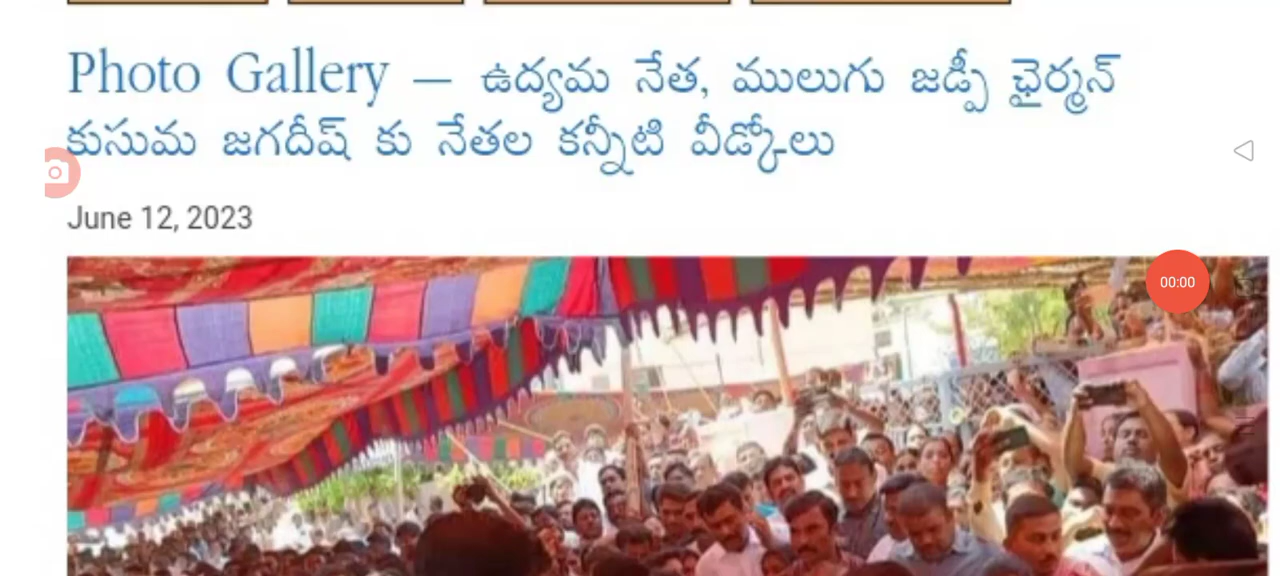 Photo Gallery – ఉద్యమ నేత, ములుగు జడ్పీ ఛైర్మన్
కుసుమ జగదీష్ కు నేతల కన్నీటి వీడ్కోలు
June 12, 2023
00:00